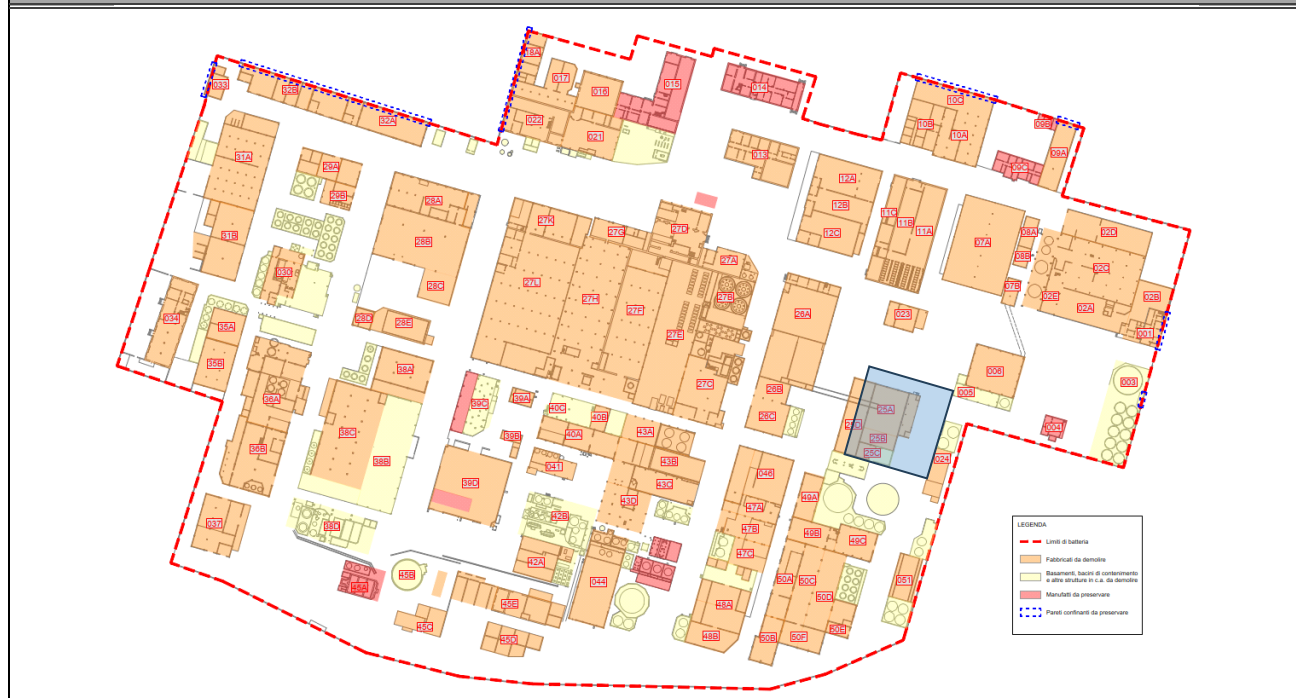 18A
017
016
015
014
033
32B
32A
022
021
013
10C
10B
10A
09B
09A
09C
31A
29A
29B
31B
28A
28B
28C
28D
28E
27K
27G
27D
27A
27L
27H
27F
27B
27E
27C
12A
12B
12C
11C
11B
11A
07A
08A
08B
07B
02D
02C
02E
02A
02B
001
030
034
35A
35B
26A
26B
26C
023
006
005
003
004
25A
25D
25B
25C
024
36A
36B
38A
38C
38B
38D
037
39C
39A
39B
39D
40C
40B
40A
041
43A
43B
43C
43D
42B
42A
044
046
47A
47B
47C
48A
48B
49A
49B
49C
50A
50C
50D
50E
50F
50B
051
46A
45B
45C
45E
45D
LEGENDA
Limiti di batteria
Fabbricati da demolire
Basamenti, bacini di contenimento
e altre strutture in c.a. da demolire
Manufatti da preservare
Pareti confinanti da preservare